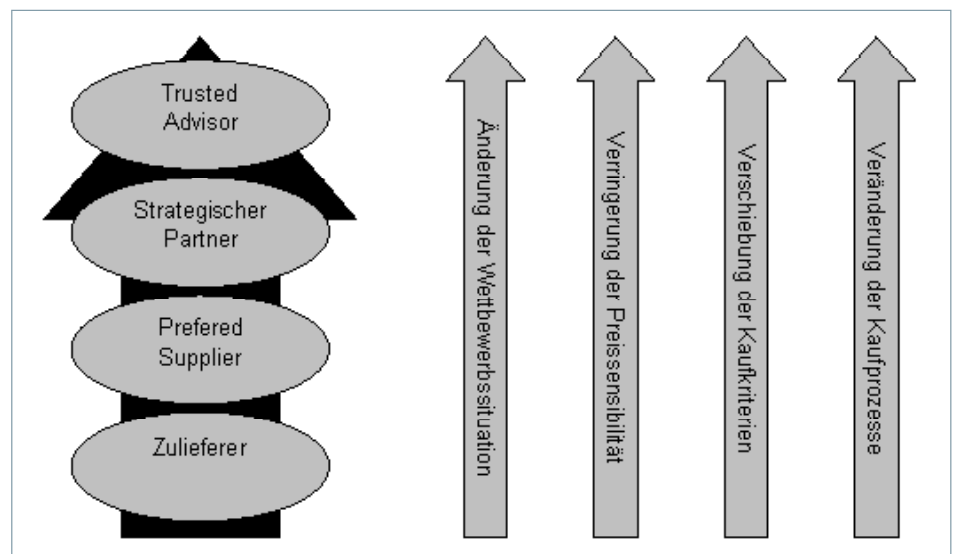 Trusted
Advisor
Strategischer
Partner
Prefered
Supplier
Zulieferer
Änderung der Wettbewerbssituation
Verringerung der Preissensibilität
Verschiebung der Kaufkriterien
Veränderung der Kaufprozesse